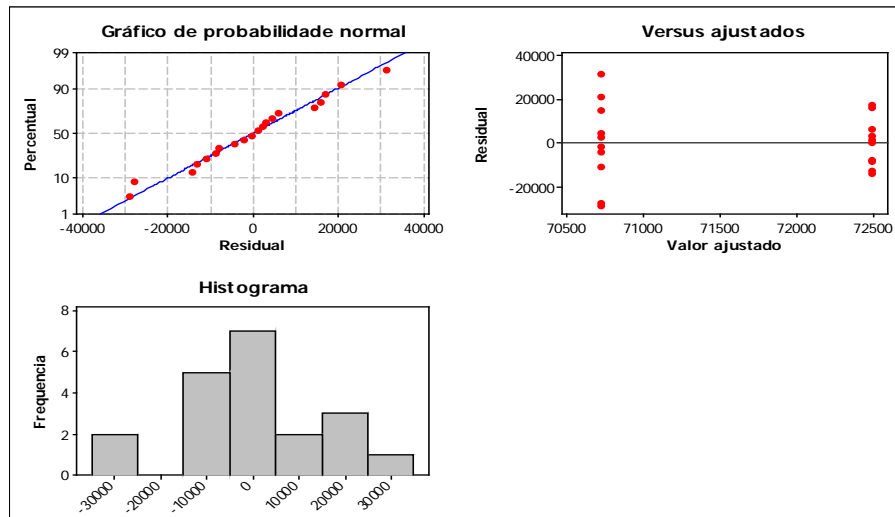 Gráfico de probabilidade normal
99
90
50
10
1
Percentual
-40000 -20000 0 20000 40000
Residual
Versus ajustados
40000
20000
0
-20000
Residual
70500 71000 71500 72000 72500
Valor ajustado
Histograma
8
6
4
2
0
Frequencia
-30000 -20000 -10000 0 10000 20000 30000